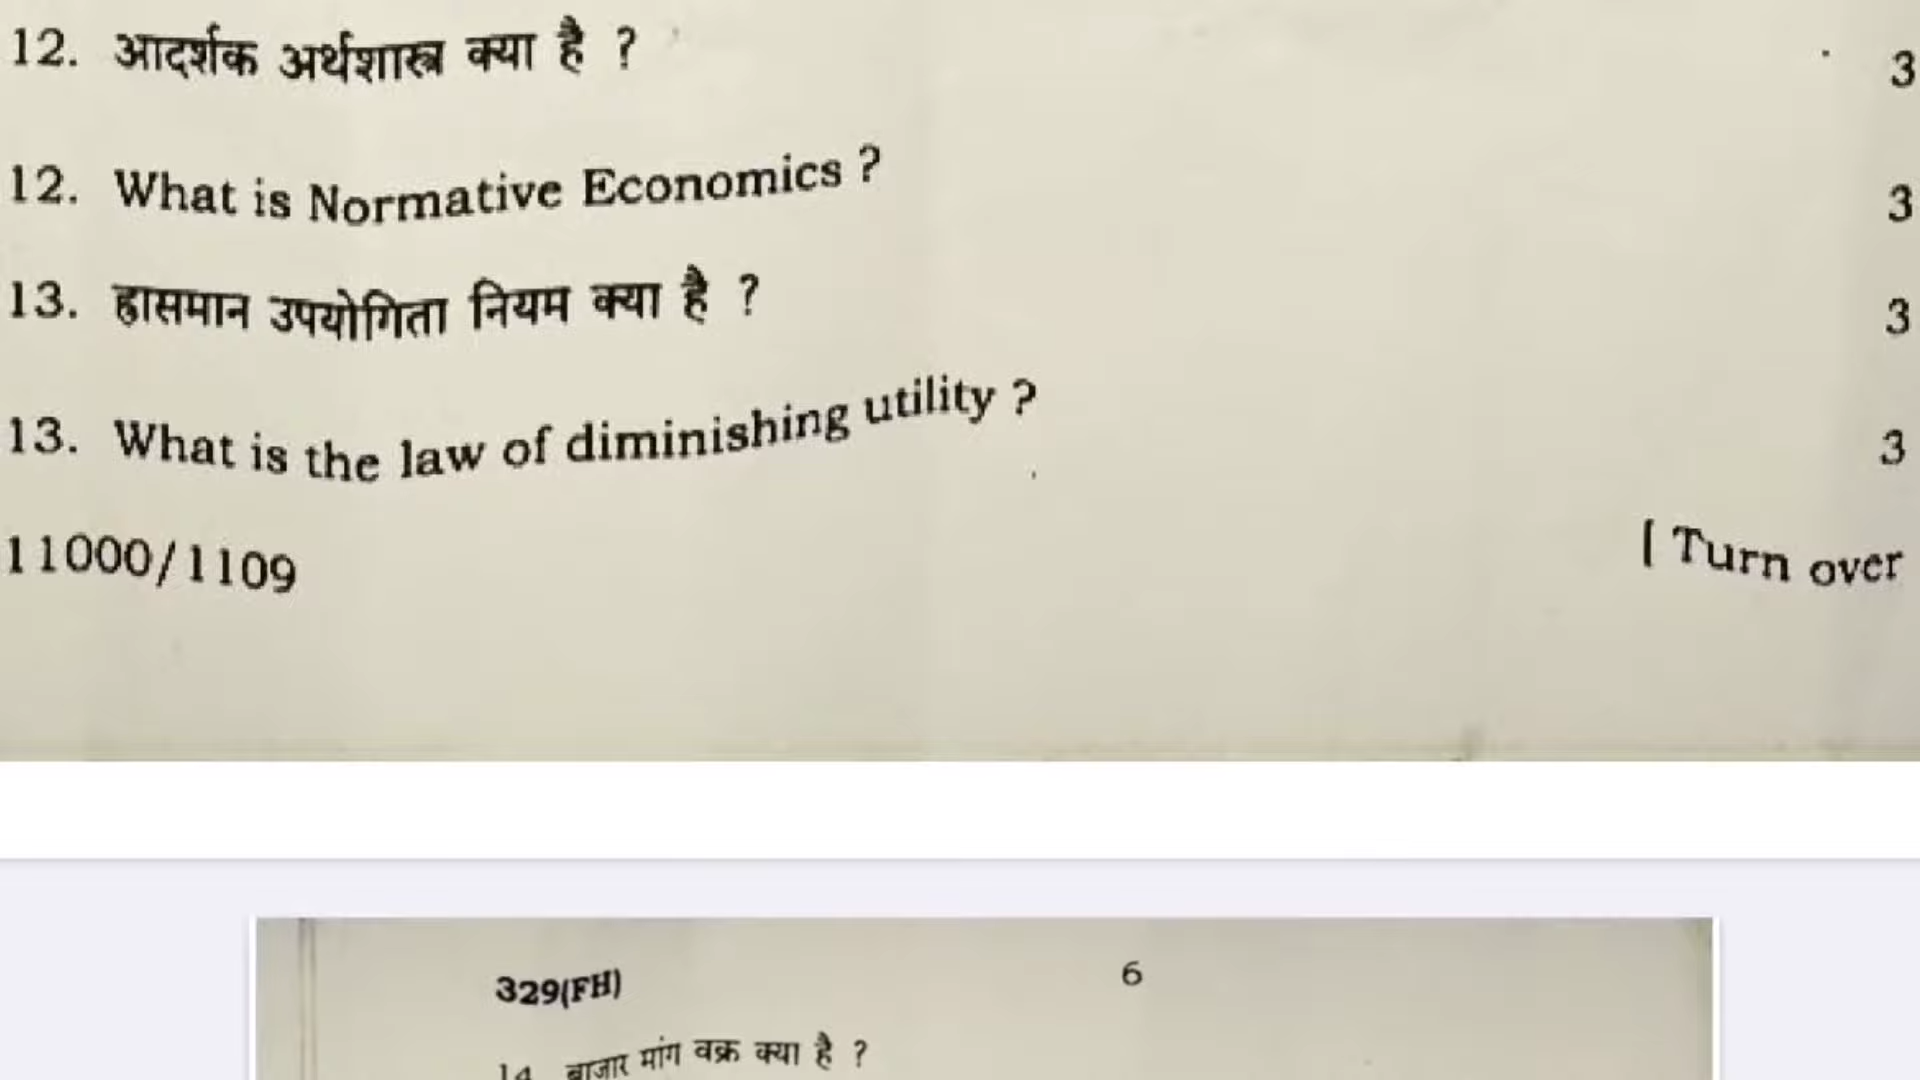 12. आदर्शक अर्थशास्त्र क्या है ? 3
12. What is Normative Economics ? 3
13. ह्रासमान उपयोगिता नियम क्या है ? 3
13. What is the law of diminishing utility ? 3
11000/1109 [ Turn over
329(FH) 6
14 बाजार मांग वक्र क्या है ?